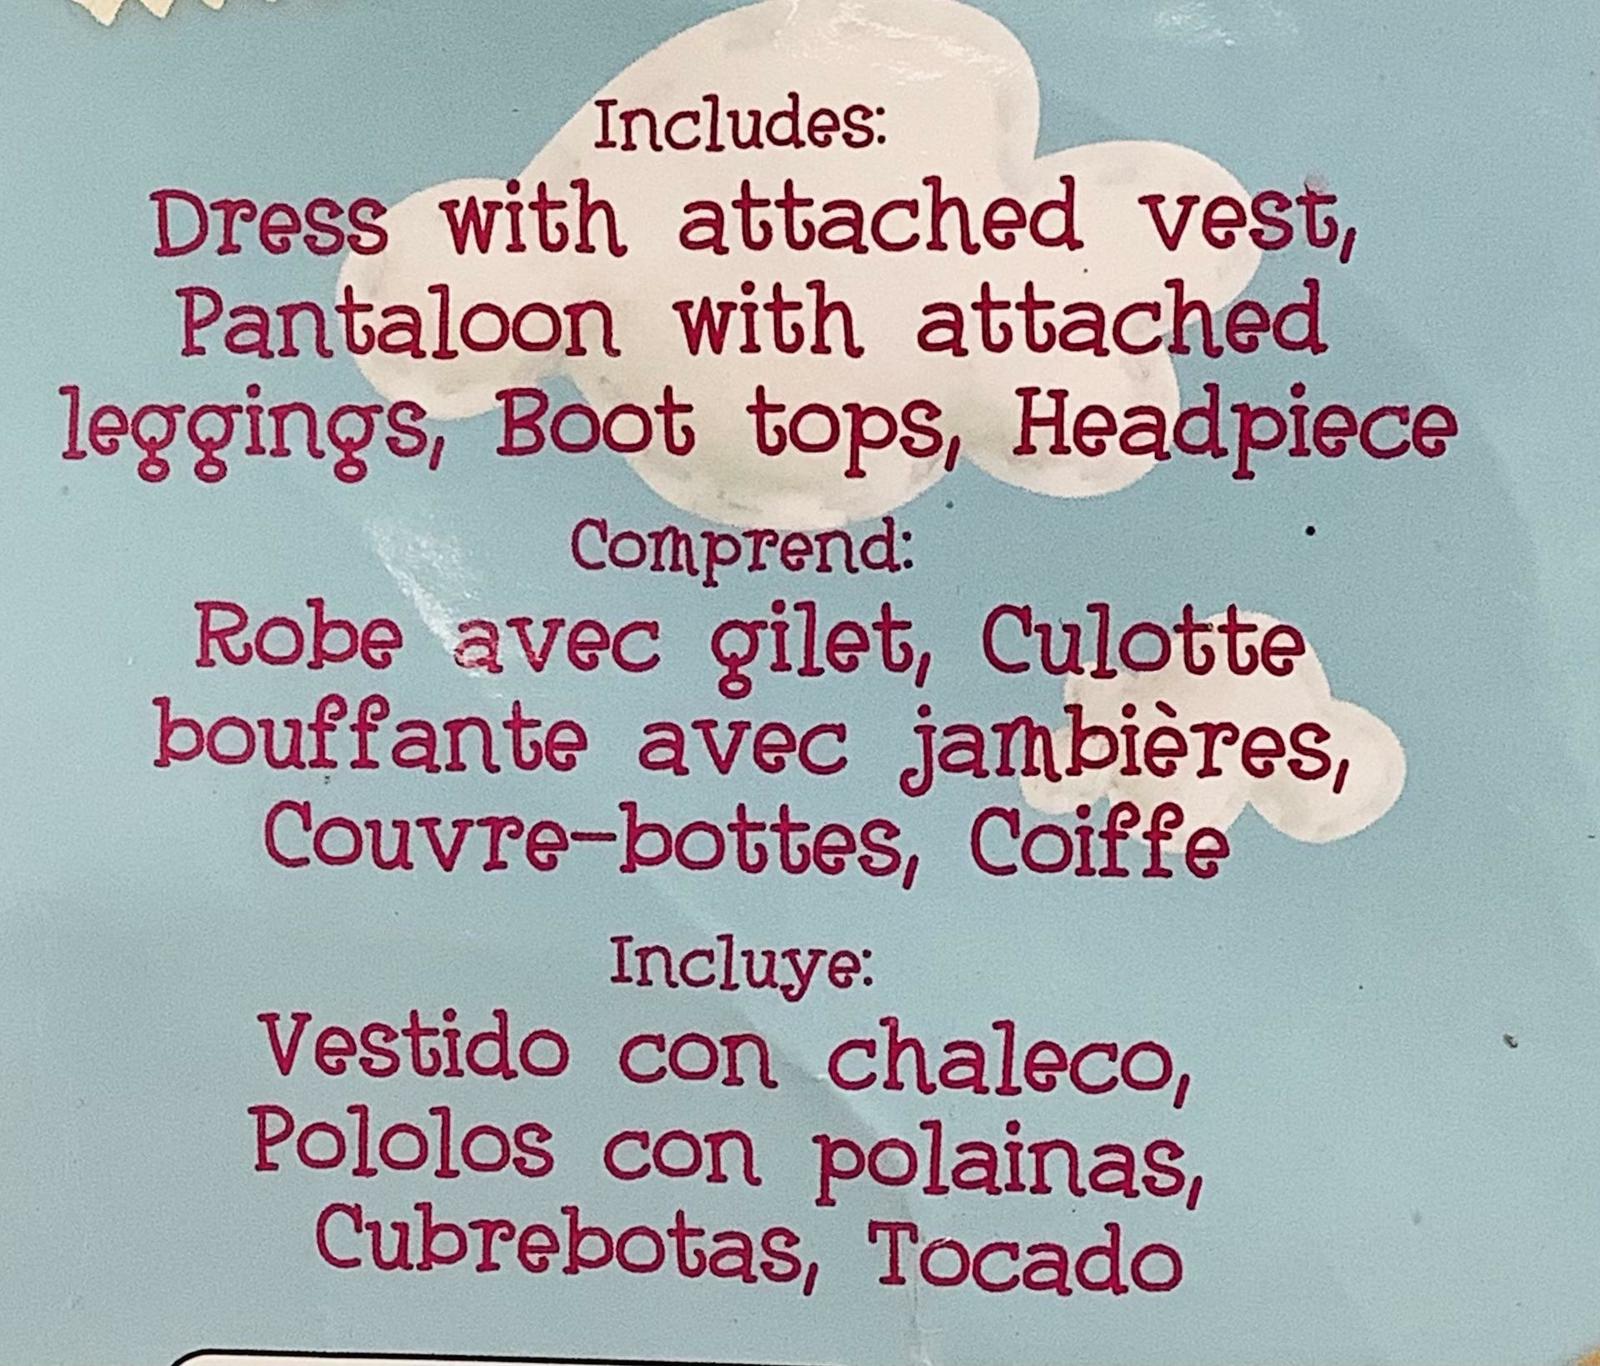 Includes:
Dress with attached vest,
Pantaloon with attached
leggings, Boot tops, Headpiece
Comprend:
Robe avec gilet, Culotte
bouffante avec jambières,
Couvre-bottes, Coiffe
Incluye:
Vestido con chaleco,
Pololos con polainas,
Cubrebotas, Tocado